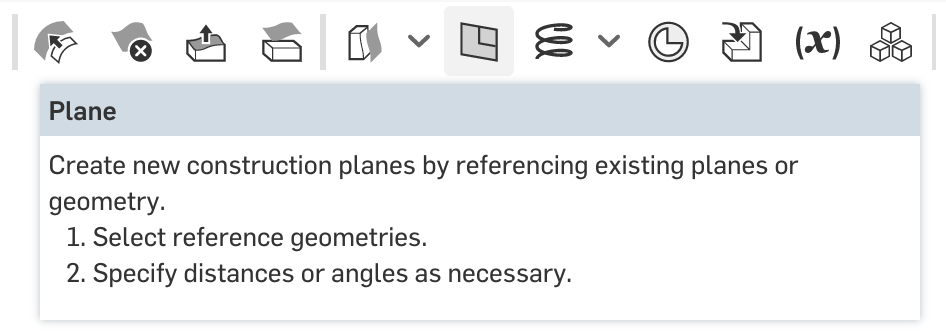 (x)
Plane
Create new construction planes by referencing existing planes or
geometry.
1. Select reference geometries.
2. Specify distances or angles as necessary.